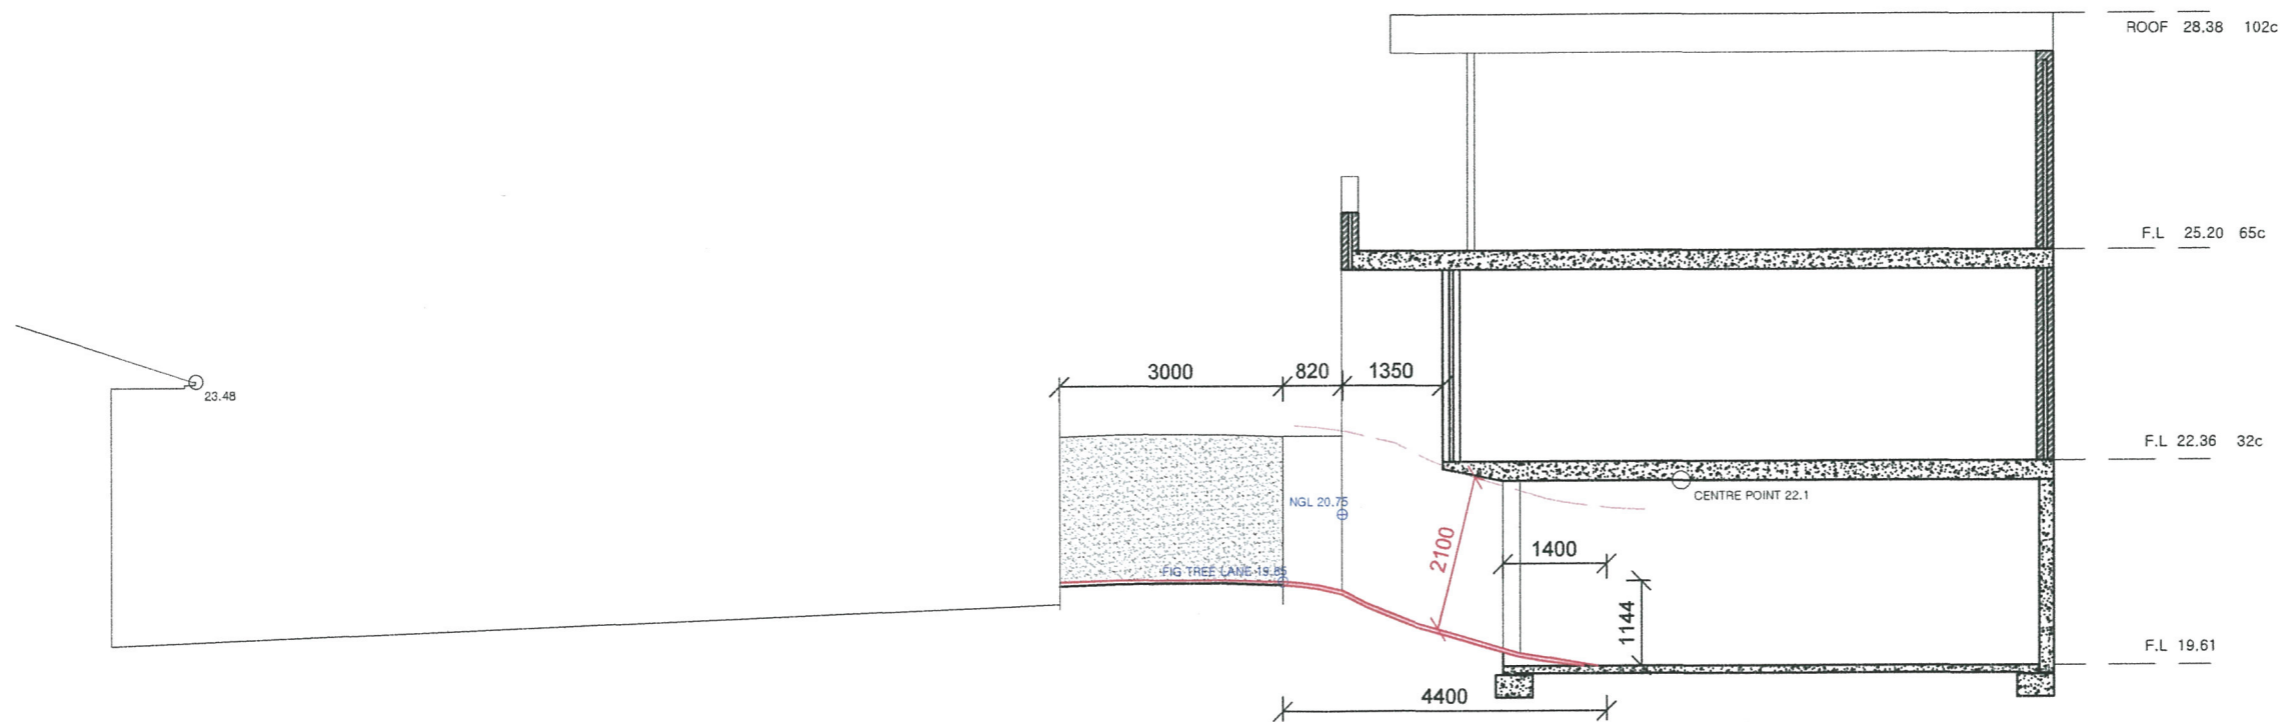 ROOF 28.38 102c
F.L 25.20 65c
3000 820 1350
23.48
F.L 22.36 32c
CENTRE POINT 22.1
NGL 20.75
2100
1400
FIG TREE LANE 19.85
1144
F.L 19.61
4400